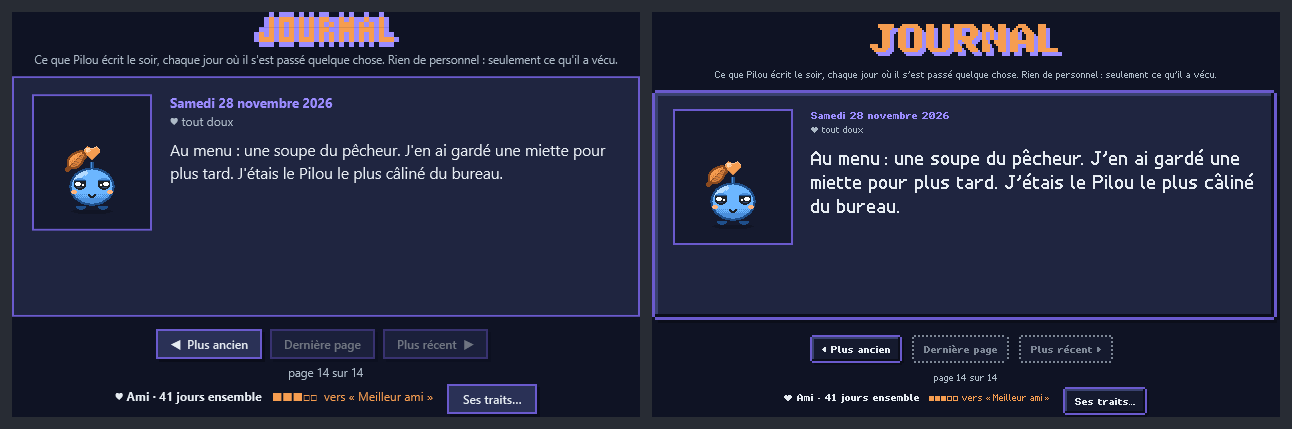 JOURNAL
Ce que Pilou écrit le soir, chaque jour où il s'est passé quelque chose. Rien de personnel : seulement ce qu'il a vécu.
Samedi 28 novembre 2026
♥ tout doux
Au menu : une soupe du pêcheur. J'en ai gardé une miette pour
plus tard. J'étais le Pilou le plus câliné du bureau.
◀ Plus ancien
Dernière page
Plus récent ▶
page 14 sur 14
♥ Ami · 41 jours ensemble ■■■□□ vers « Meilleur ami »
Ses traits...
JOURNAL
Ce que Pilou écrit le soir, chaque jour où il s’est passé quelque chose. Rien de personnel : seulement ce qu’il a vécu.
Samedi 28 novembre 2026
♥ tout doux
Au menu : une soupe du pêcheur. J’en ai gardé une
miette pour plus tard. J’étais le Pilou le plus câliné
du bureau.
◀ Plus ancien
Dernière page
Plus récent ▶
page 14 sur 14
♥ Ami · 41 jours ensemble ■■■□□ vers « Meilleur ami »
Ses traits…